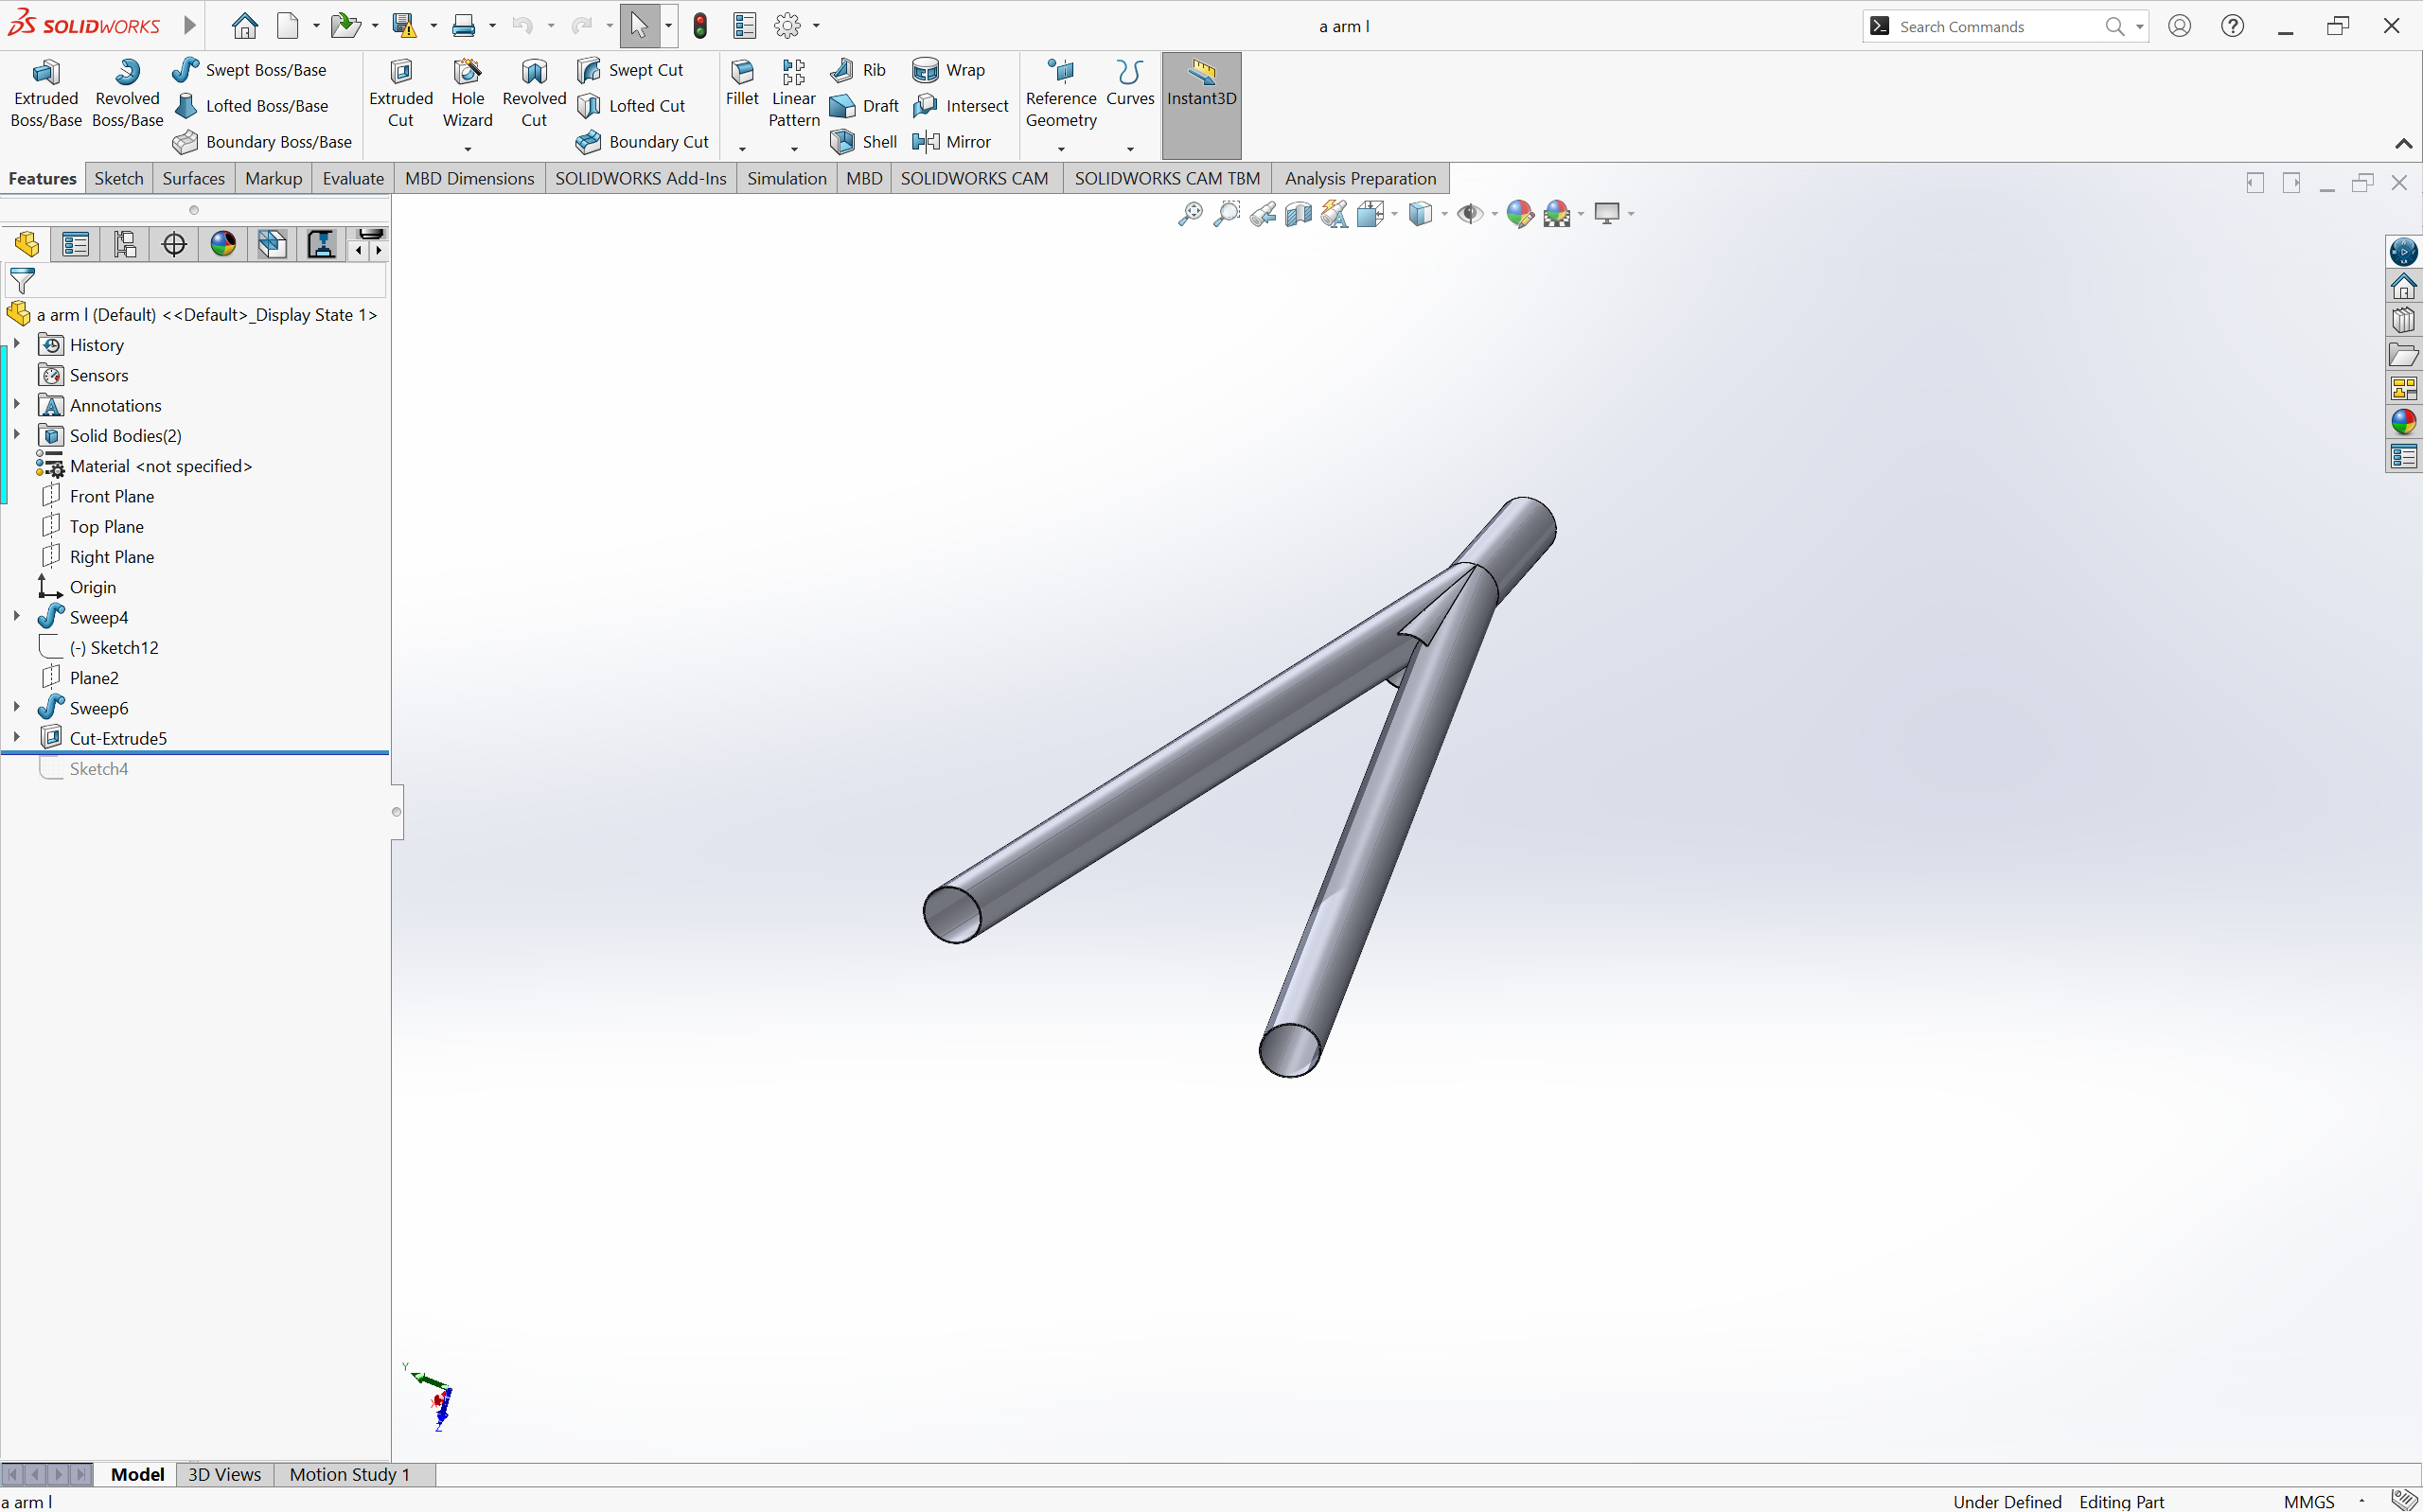 SOLIDWORKS
a arm l
Search Commands
Extruded Boss/Base
Revolved Boss/Base
Swept Boss/Base
Lofted Boss/Base
Boundary Boss/Base
Extruded Cut
Hole Wizard
Revolved Cut
Swept Cut
Lofted Cut
Boundary Cut
Fillet
Linear Pattern
Rib
Draft
Shell
Wrap
Intersect
Mirror
Reference Geometry
Curves
Instant3D
Features Sketch Surfaces Markup Evaluate MBD Dimensions SOLIDWORKS Add-Ins Simulation MBD SOLIDWORKS CAM SOLIDWORKS CAM TBM Analysis Preparation
a arm l (Default) <<Default>_Display State 1>
History
Sensors
Annotations
Solid Bodies(2)
Material <not specified>
Front Plane
Top Plane
Right Plane
Origin
Sweep4
(-) Sketch12
Plane2
Sweep6
Cut-Extrude5
Sketch4
Y
X
Z
Model 3D Views Motion Study 1
a arm l
Under Defined Editing Part MMGS